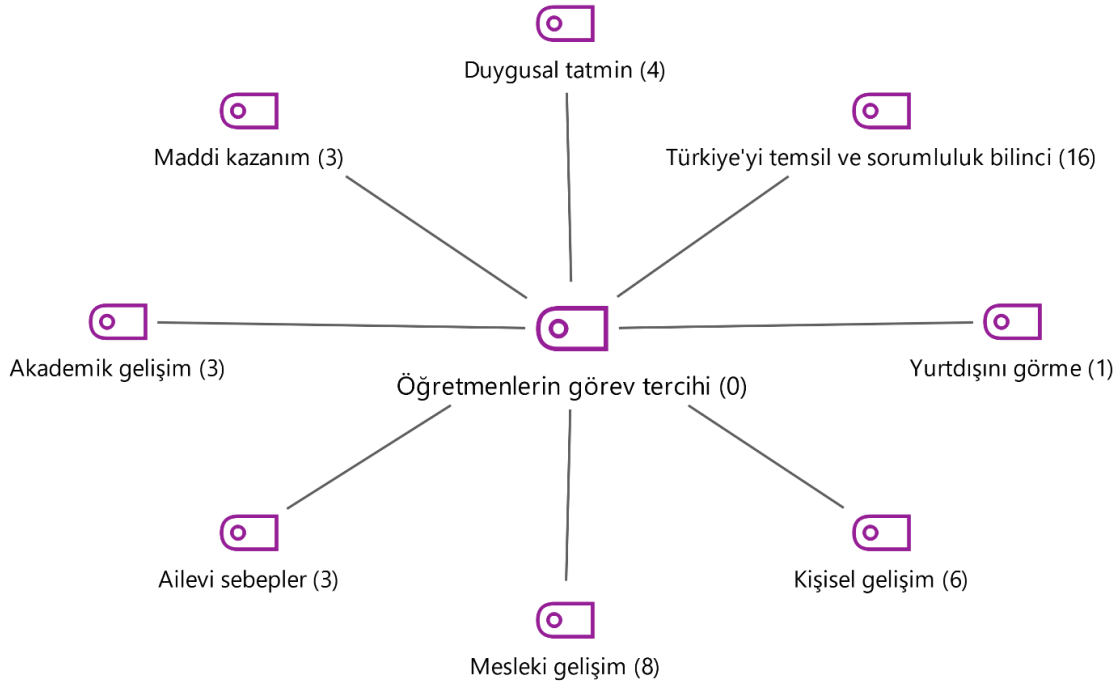 Duygusal tatmin (4)
Maddi kazanım (3)
Türkiye'yi temsil ve sorumluluk bilinci (16)
Akademik gelişim (3)
Öğretmenlerin görev tercihi (0)
Yurtdışını görme (1)
Ailevi sebepler (3)
Kişisel gelişim (6)
Mesleki gelişim (8)